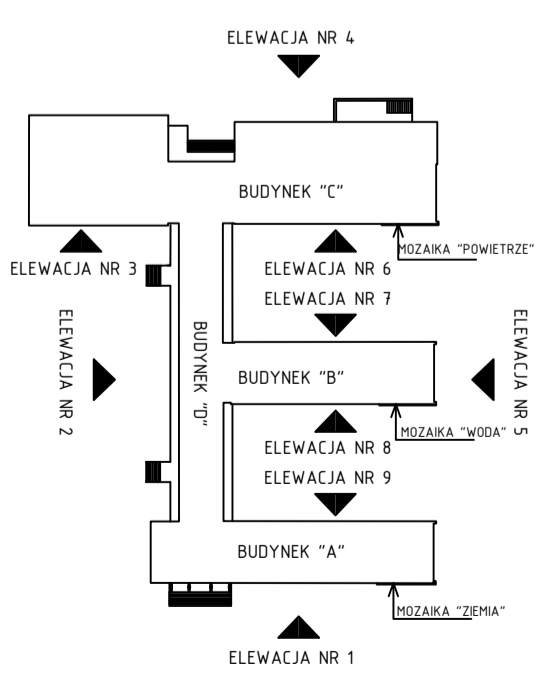 ELEWACJA NR 4
BUDYNEK "C"
MOZAIKA "POWIETRZE"
ELEWACJA NR 3
ELEWACJA NR 6
ELEWACJA NR 7
ELEWACJA NR 2
BUDYNEK "D"
BUDYNEK "B"
ELEWACJA NR 5
MOZAIKA "WODA"
ELEWACJA NR 8
ELEWACJA NR 9
BUDYNEK "A"
MOZAIKA "ZIEMIA"
ELEWACJA NR 1